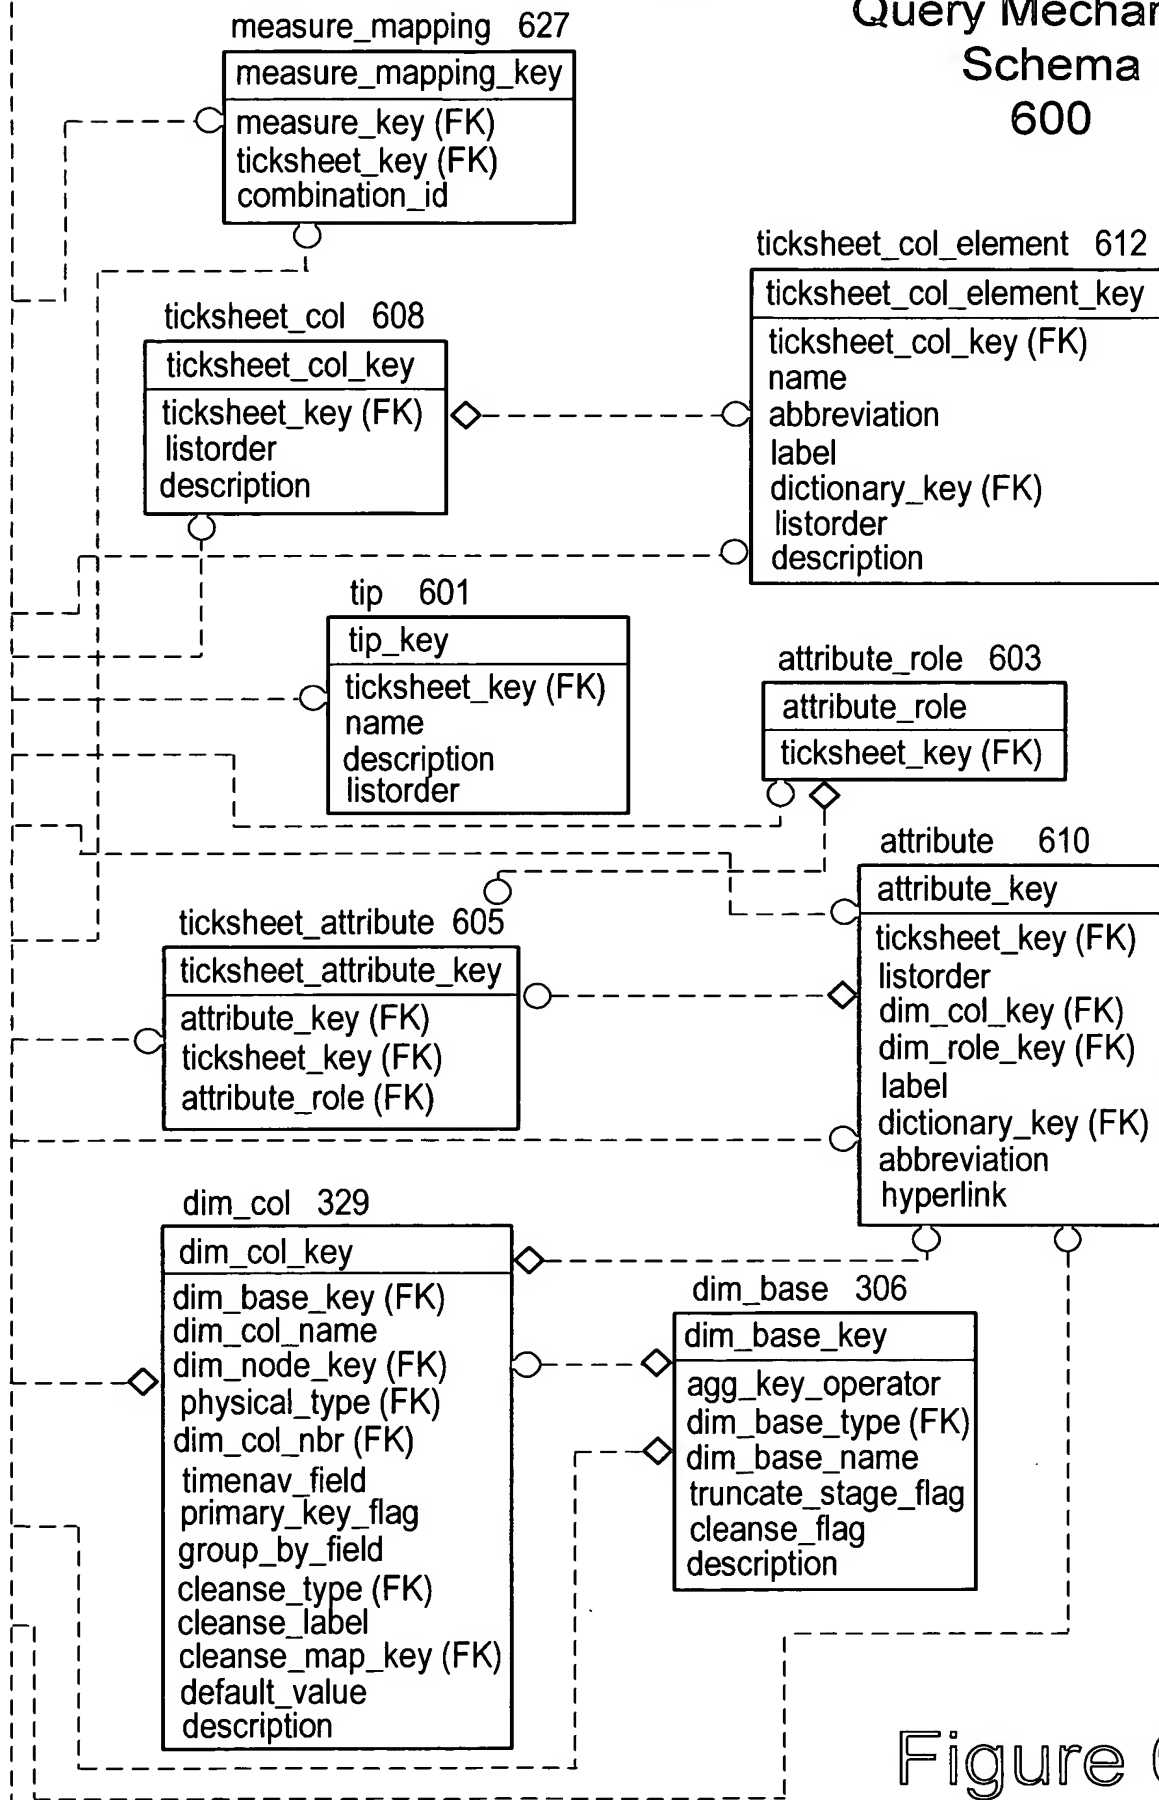 Query Mechan
Schema
600
measure_mapping 627
measure_mapping_key
measure_key (FK)
ticksheet_key (FK)
combination_id
ticksheet_col_element 612
ticksheet_col_element_key
ticksheet_col_key (FK)
name
abbreviation
label
dictionary_key (FK)
listorder
description
ticksheet_col 608
ticksheet_col_key
ticksheet_key (FK)
listorder
description
tip 601
tip_key
ticksheet_key (FK)
name
description
listorder
attribute_role 603
attribute_role
ticksheet_key (FK)
attribute 610
attribute_key
ticksheet_key (FK)
listorder
dim_col_key (FK)
dim_role_key (FK)
label
dictionary_key (FK)
abbreviation
hyperlink
ticksheet_attribute 605
ticksheet_attribute_key
attribute_key (FK)
ticksheet_key (FK)
attribute_role (FK)
dim_col 329
dim_col_key
dim_base_key (FK)
dim_col_name
dim_node_key (FK)
physical_type (FK)
dim_col_nbr (FK)
timenav_field
primary_key_flag
group_by_field
cleanse_type (FK)
cleanse_label
cleanse_map_key (FK)
default_value
description
dim_base 306
dim_base_key
agg_key_operator
dim_base_type (FK)
dim_base_name
truncate_stage_flag
cleanse_flag
description
Figure